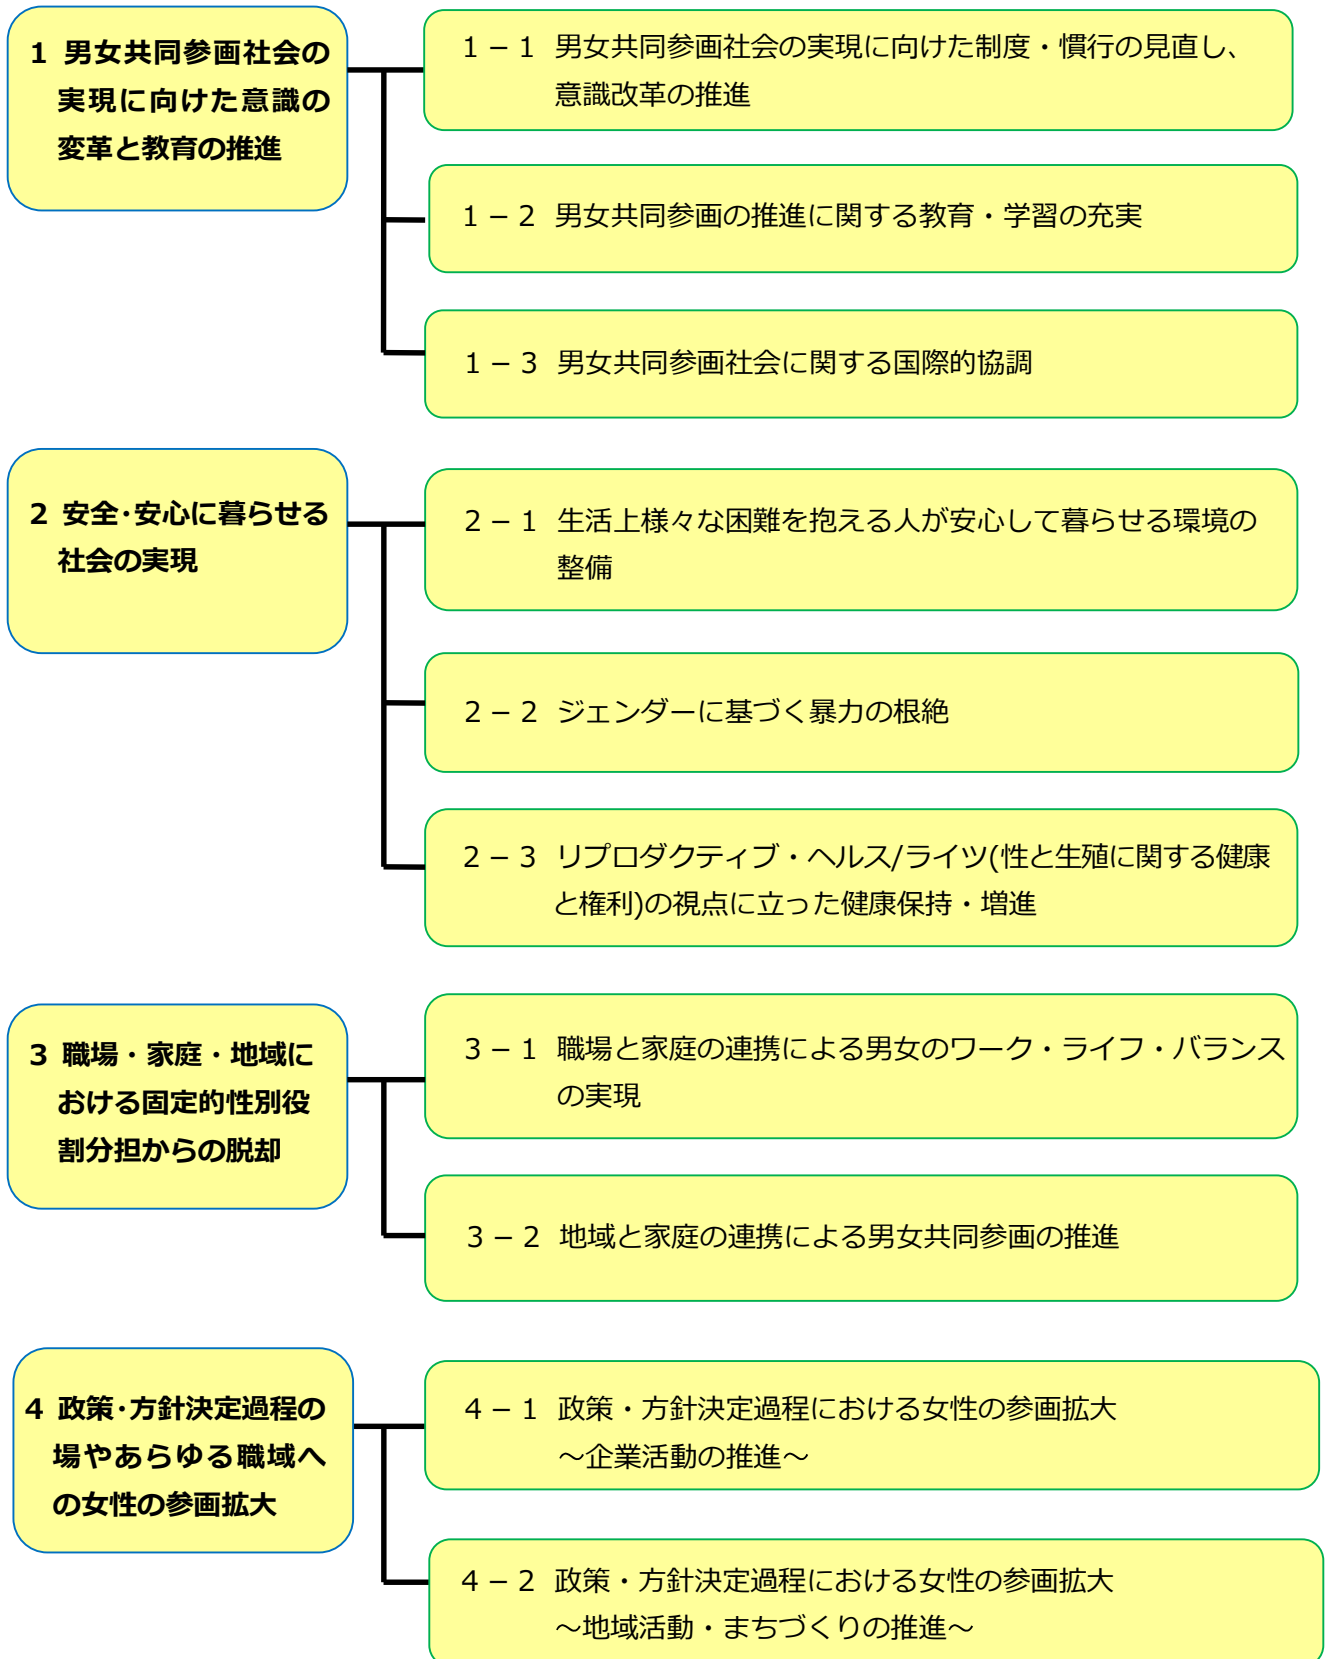 1 男女共同参画社会の
実現に向けた意識の
変革と教育の推進
1－1 男女共同参画社会の実現に向けた制度・慣行の見直し、
意識改革の推進
1－2 男女共同参画の推進に関する教育・学習の充実
1－3 男女共同参画社会に関する国際的協調
2 安全･安心に暮らせる
社会の実現
2－1 生活上様々な困難を抱える人が安心して暮らせる環境の
整備
2－2 ジェンダーに基づく暴力の根絶
2－3 リプロダクティブ・ヘルス/ライツ(性と生殖に関する健康
と権利)の視点に立った健康保持・増進
3 職場・家庭・地域に
おける固定的性別役
割分担からの脱却
3－1 職場と家庭の連携による男女のワーク・ライフ・バランス
の実現
3－2 地域と家庭の連携による男女共同参画の推進
4 政策･方針決定過程の
場やあらゆる職域へ
の女性の参画拡大
4－1 政策・方針決定過程における女性の参画拡大
～企業活動の推進～
4－2 政策・方針決定過程における女性の参画拡大
～地域活動・まちづくりの推進～